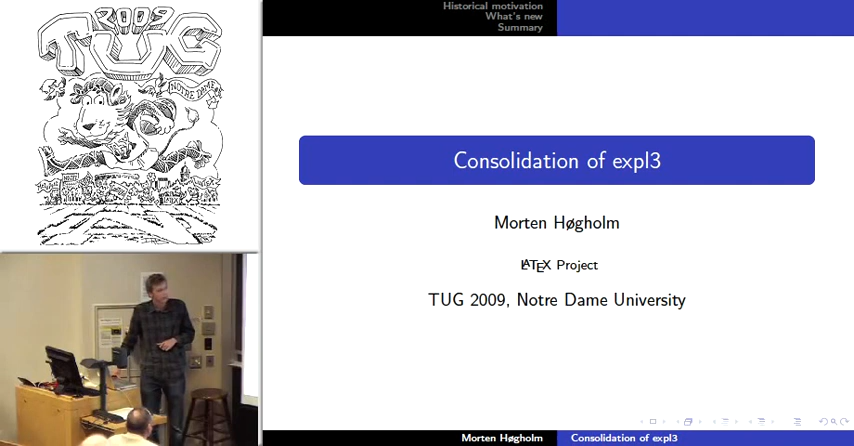 2009
TUG
NOTRE DAME
Historical motivation
What's new
Summary
Consolidation of expl3
Morten Høgholm
LATEX Project
TUG 2009, Notre Dame University
Morten Høgholm
Consolidation of expl3